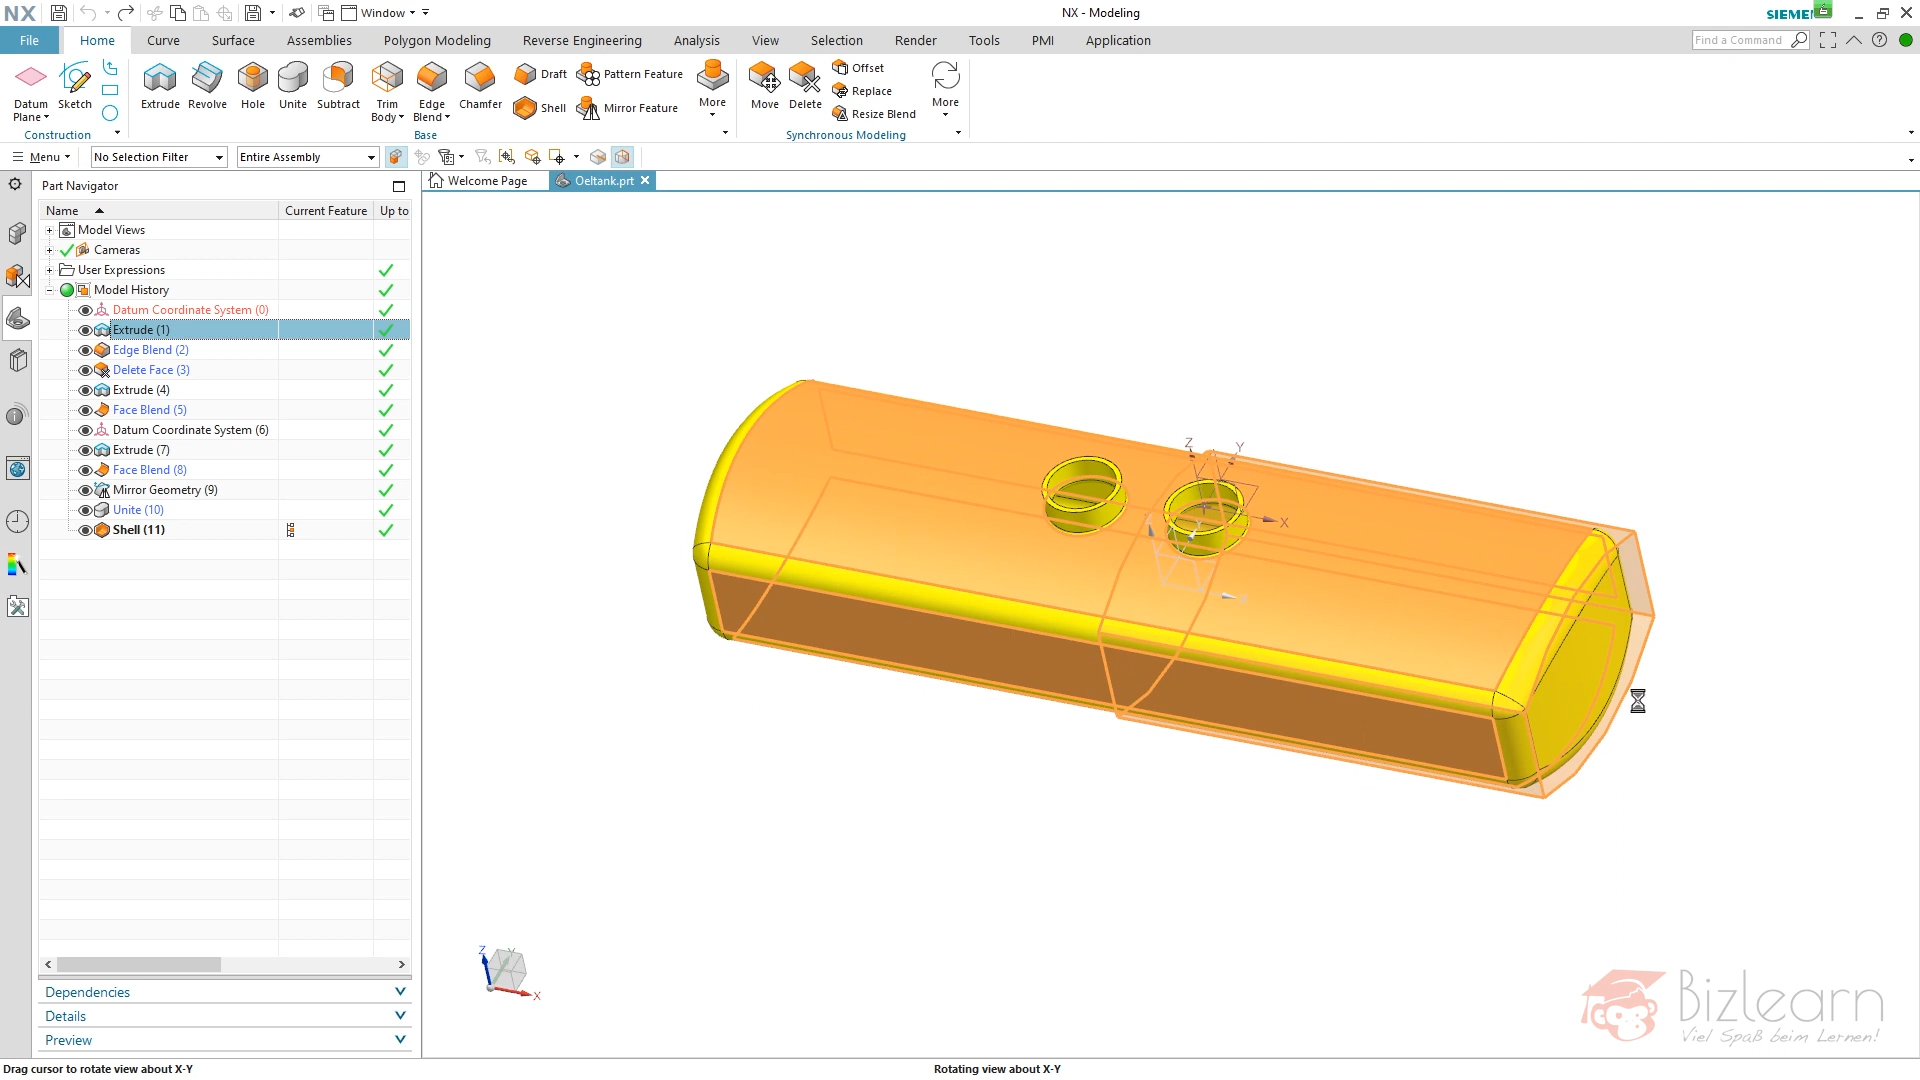 NX
Window
NX - Modeling
SIEME
File
Home
Curve
Surface
Assemblies
Polygon Modeling
Reverse Engineering
Analysis
View
Selection
Render
Tools
PMI
Application
Find a Command
Datum
Plane
Sketch
Extrude
Revolve
Hole
Unite
Subtract
Trim
Body
Edge
Blend
Chamfer
Draft
Shell
Pattern Feature
Mirror Feature
More
Move
Delete
Offset
Replace
Resize Blend
More
Construction
Base
Synchronous Modeling
Menu
No Selection Filter
Entire Assembly
Part Navigator
Welcome Page
Oeltank.prt
Name
Current Feature
Up to
Model Views
Cameras
User Expressions
Model History
Datum Coordinate System (0)
Extrude (1)
Edge Blend (2)
Delete Face (3)
Extrude (4)
Face Blend (5)
Datum Coordinate System (6)
Extrude (7)
Face Blend (8)
Mirror Geometry (9)
Unite (10)
Shell (11)
Z
Y
X
Z
Y
X
Dependencies
Details
Preview
Bizlearn
Viel Spaß beim Lernen!
Drag cursor to rotate view about X-Y
Rotating view about X-Y